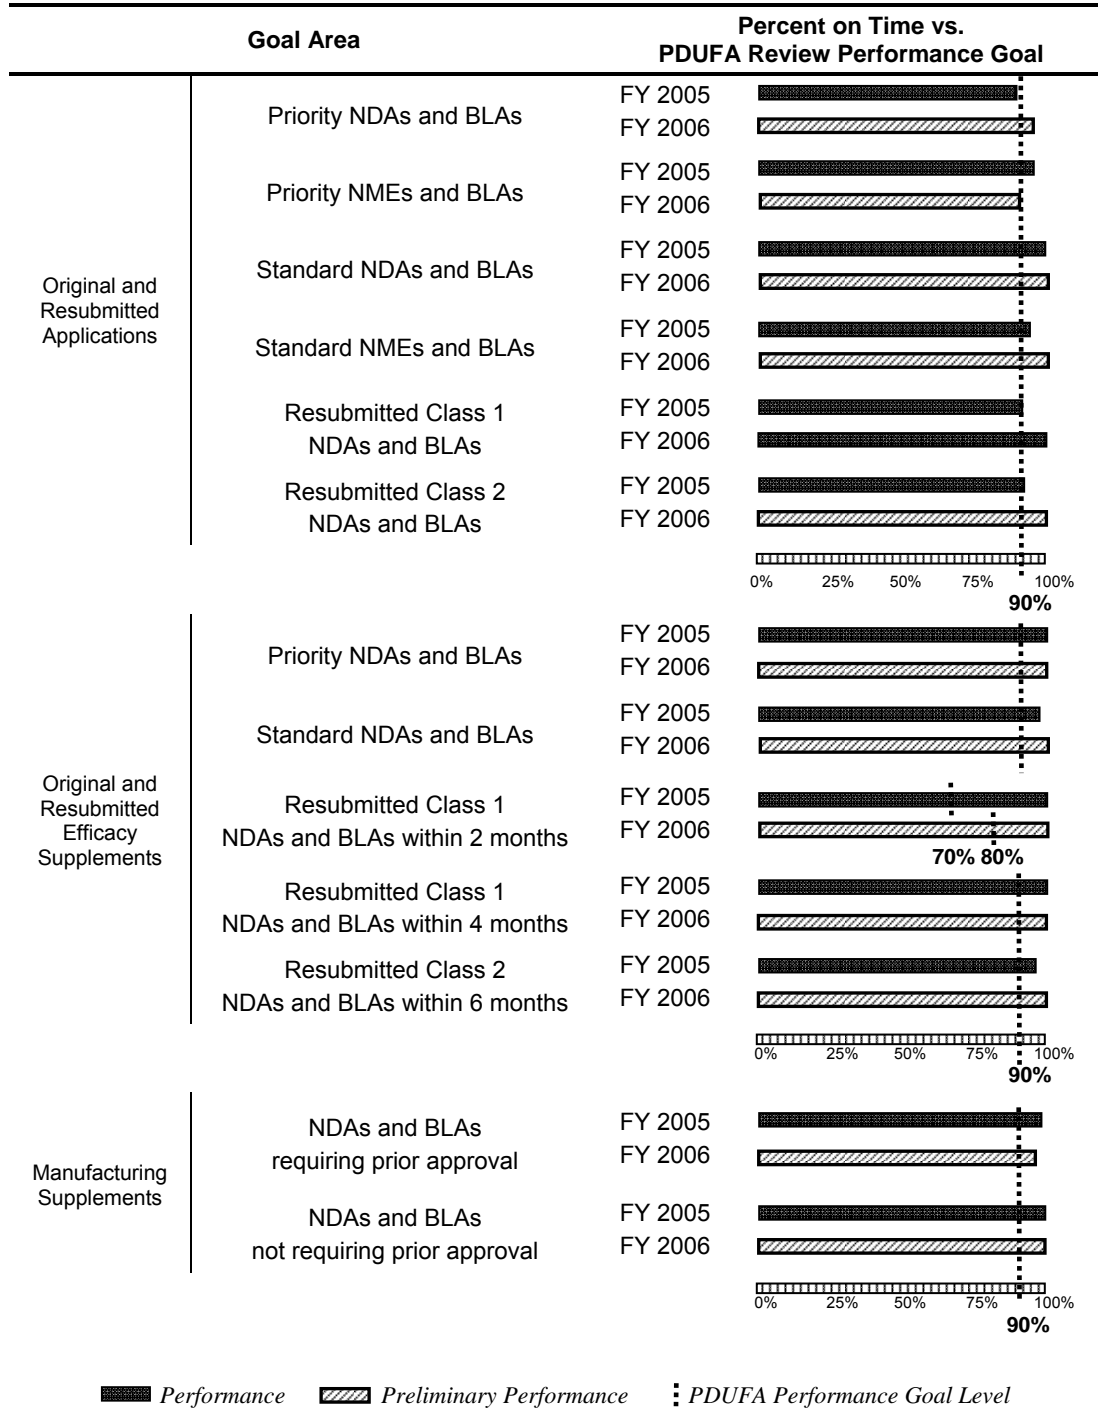 Goal Area
Percent on Time vs.
PDUFA Review Performance Goal
Original and
Resubmitted
Applications
Priority NDAs and BLAs
FY 2005
FY 2006
Priority NMEs and BLAs
FY 2005
FY 2006
Standard NDAs and BLAs
FY 2005
FY 2006
Standard NMEs and BLAs
FY 2005
FY 2006
Resubmitted Class 1
NDAs and BLAs
FY 2005
FY 2006
Resubmitted Class 2
NDAs and BLAs
FY 2005
FY 2006
0% 25% 50% 75% 100%
90%
Original and
Resubmitted
Efficacy
Supplements
Priority NDAs and BLAs
FY 2005
FY 2006
Standard NDAs and BLAs
FY 2005
FY 2006
Resubmitted Class 1
NDAs and BLAs within 2 months
FY 2005
FY 2006
70% 80%
Resubmitted Class 1
NDAs and BLAs within 4 months
FY 2005
FY 2006
Resubmitted Class 2
NDAs and BLAs within 6 months
FY 2005
FY 2006
0% 25% 50% 75% 100%
90%
Manufacturing
Supplements
NDAs and BLAs
requiring prior approval
FY 2005
FY 2006
NDAs and BLAs
not requiring prior approval
FY 2005
FY 2006
0% 25% 50% 75% 100%
90%
Performance Preliminary Performance PDUFA Performance Goal Level